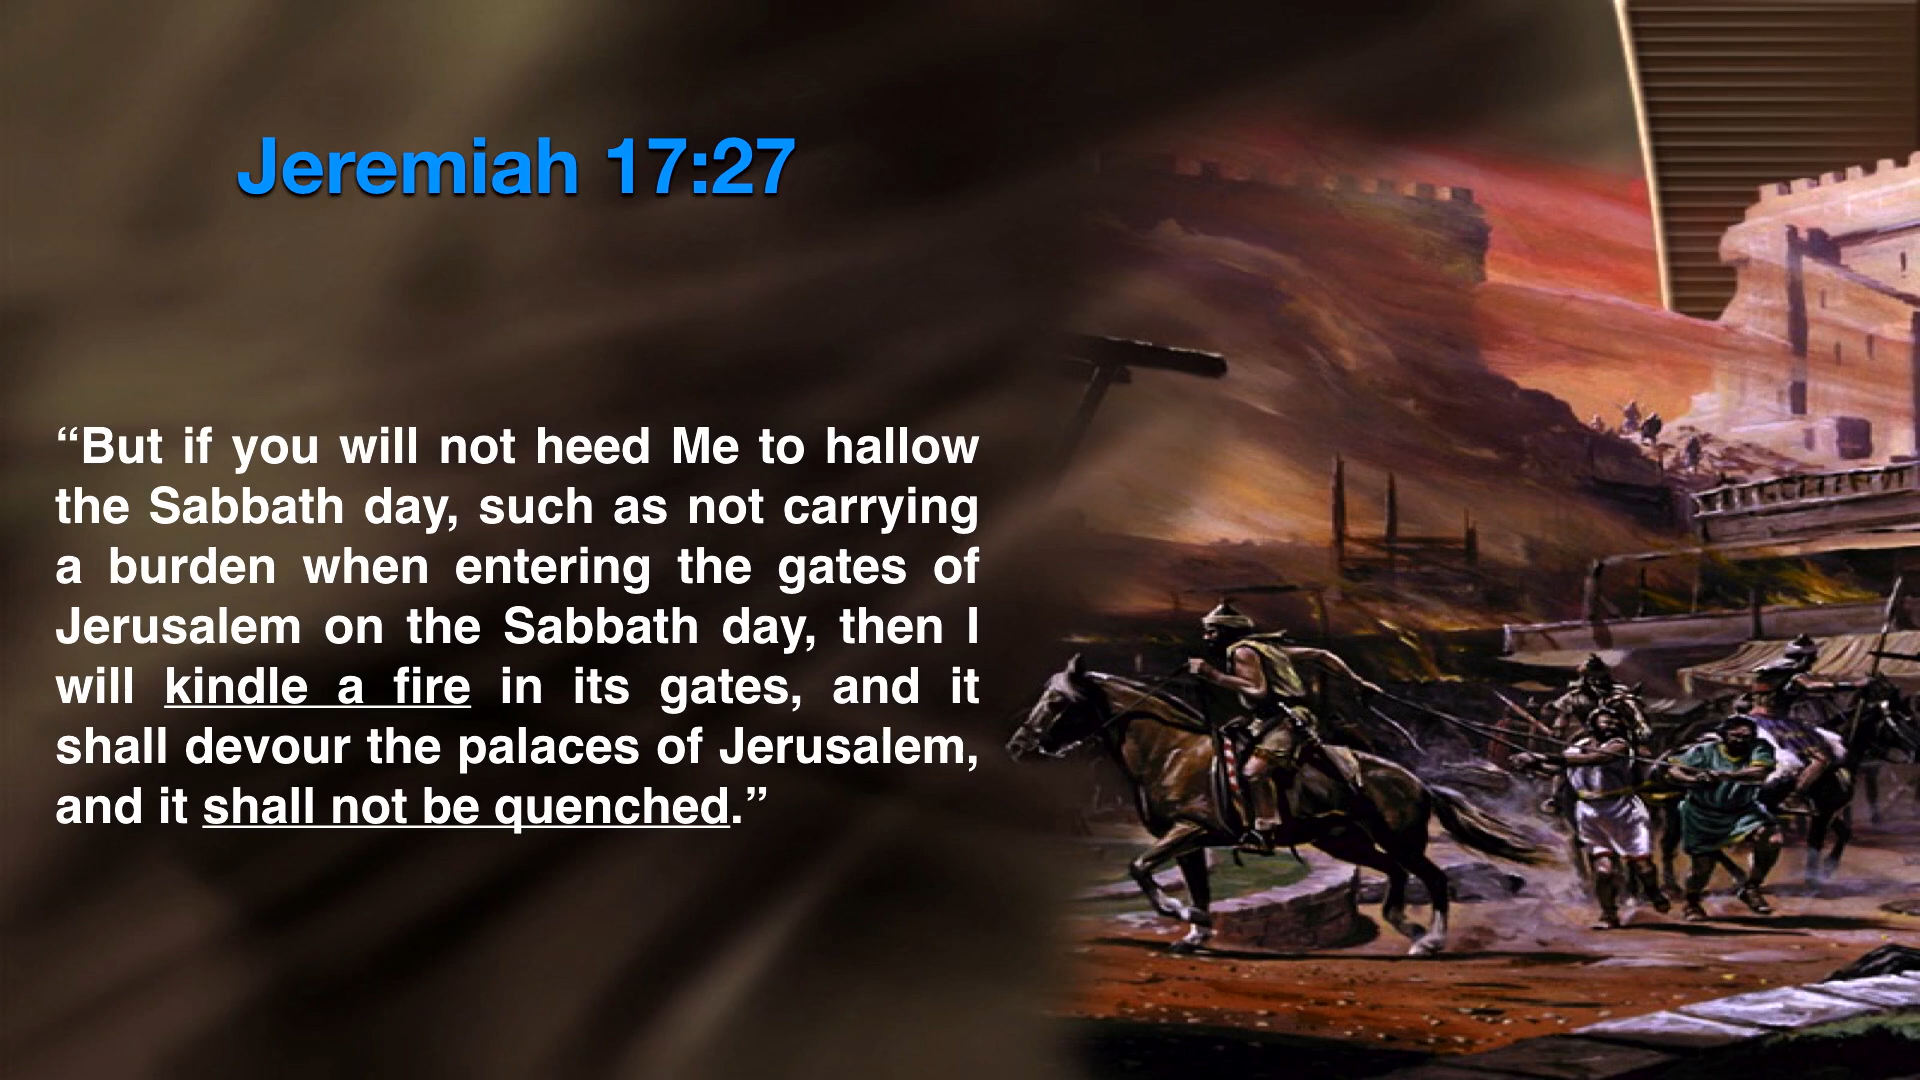 Jeremiah 17:27
“But if you will not heed Me to hallow
the Sabbath day, such as not carrying
a burden when entering the gates of
Jerusalem on the Sabbath day, then I
will kindle a fire in its gates, and it
shall devour the palaces of Jerusalem,
and it shall not be quenched.”